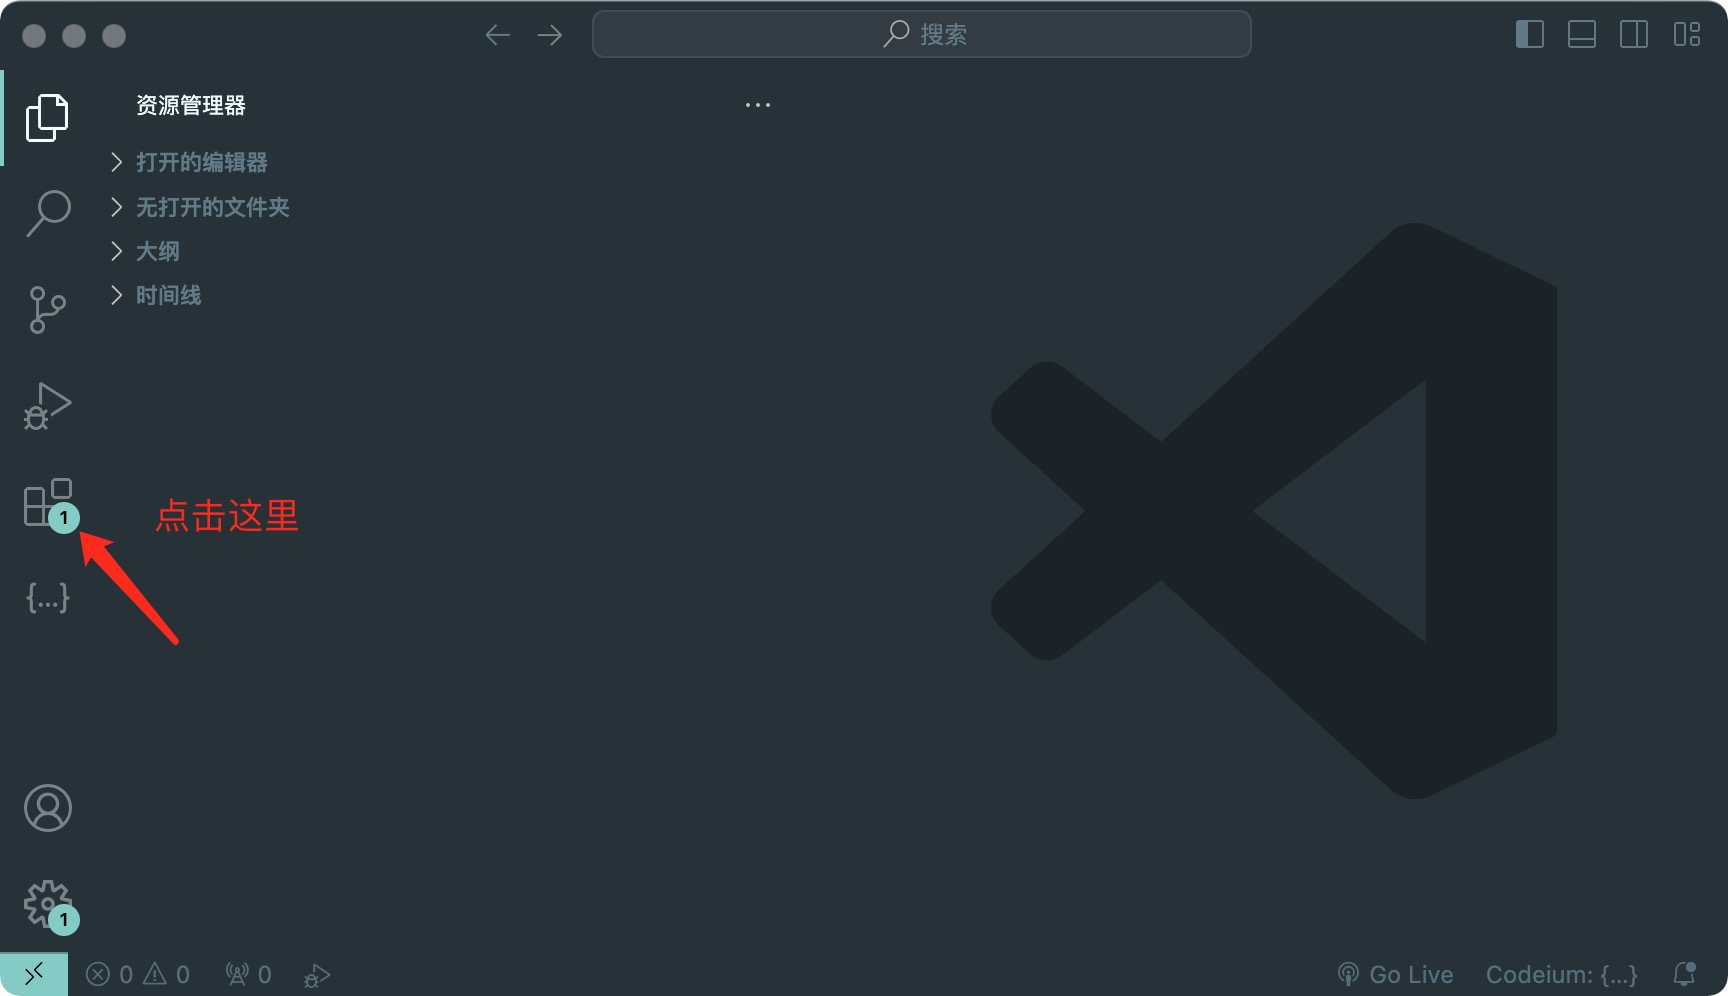 搜索
资源管理器
打开的编辑器
无打开的文件夹
大纲
时间线
1
点击这里
{...}
1
0 0 0
Go Live
Codeium: {...}